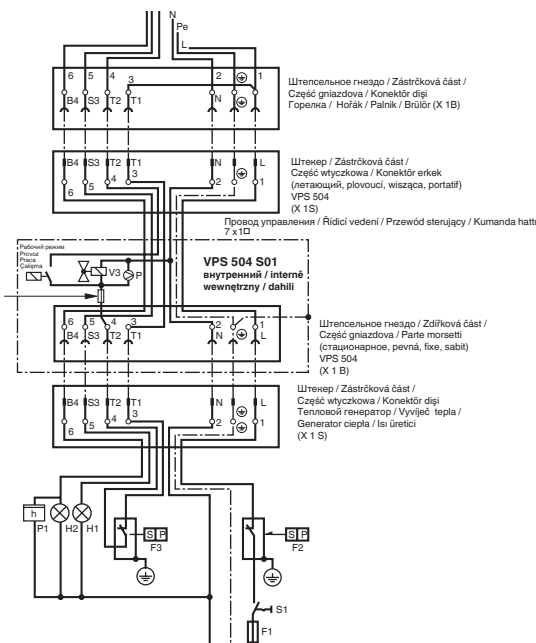 N
Pe
L
6 5 4 3 2 1
B4 S3 T2 T1 N
Штепсельное гнездо / Zástrčková část /
Część gniazdova / Konektör dişi
Горелка / Hořák / Palnik / Brülör (X 1B)
B4 S3 T2 T1 N L
6 5 4 3 2 1
Штекер / Zástrčková část /
Część wtyczkowa / Konektör erkek
(летающий, plovoucí, wisząca, portatif)
VPS 504
(X 1S)
Провод управления / Řídicí vedení / Przewód sterujący / Kumanda hattı
7 x 1
Рабочий режим
Provoz
Praca
Çalışma
V3
P
VPS 504 S01
внутренний / interně
wewnętrzny / dahili
6 5 4 3 2 1
B4 S3 T2 T1 N L
Штепсельное гнездо / Zdířková část /
Część gniazdova / Parte morsetti
(стационарное, pevná, fixe, sabit)
VPS 504
(X 1 B)
B4 S3 T2 T1 N L
6 5 4 3 2 1
Штекер / Zástrčková část /
Część wtyczkowa / Konektör dişi
Тепловой генератор / Vyvíječ tepla /
Generator ciepła / Isı üretici
(X 1 S)
h
P1 H2 H1
S P
F3
S P
F2
S1
F1